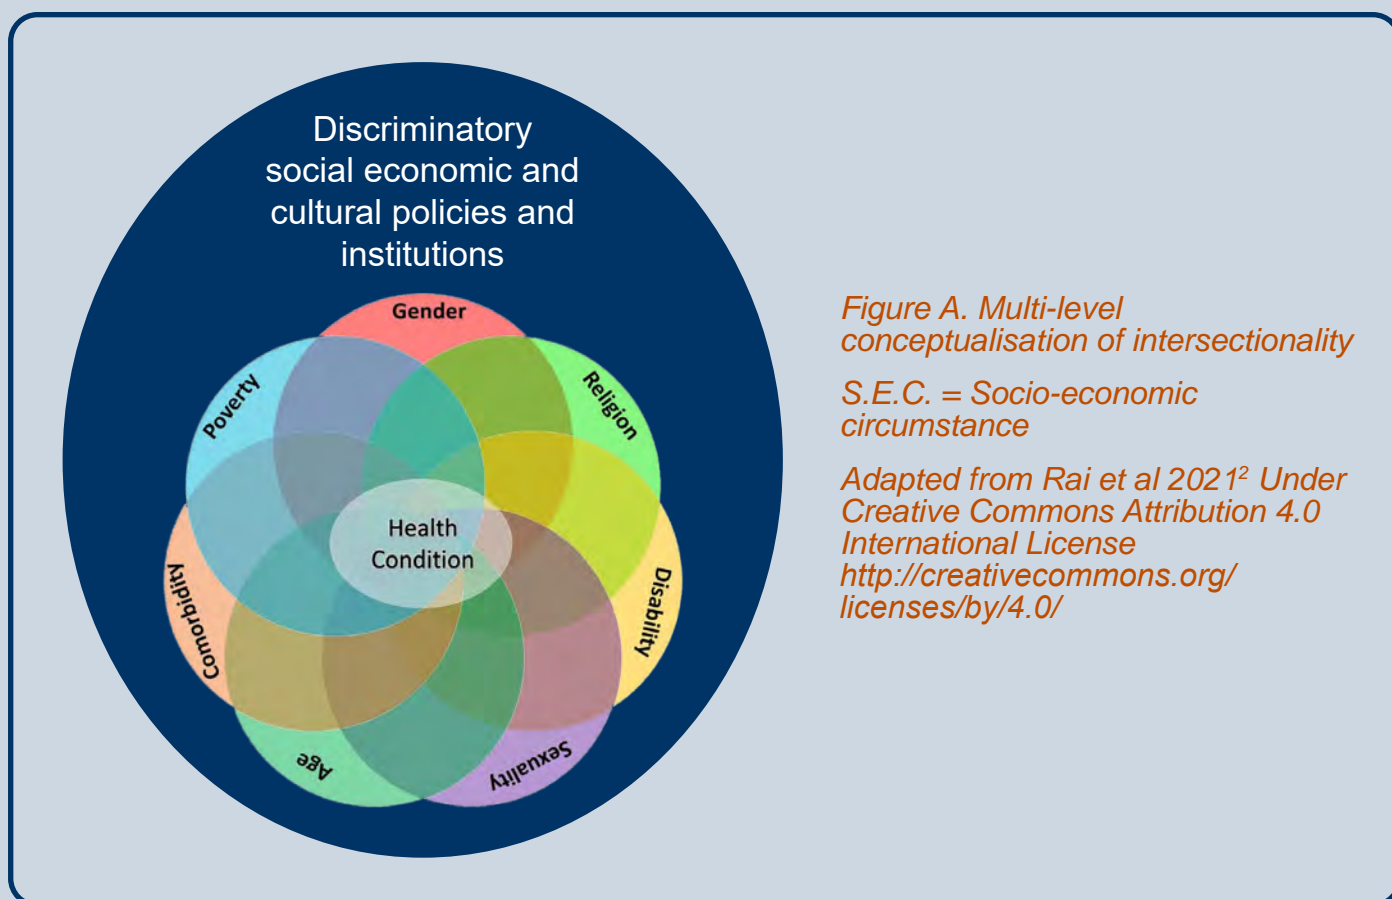 Discriminatory
social economic and
cultural policies and
institutions
Gender
Poverty
Religion
Health
Condition
Comorbidity
Disability
Age
Sexuality
Figure A. Multi-level
conceptualisation of intersectionality
S.E.C. = Socio-economic
circumstance
Adapted from Rai et al 2021² Under
Creative Commons Attribution 4.0
International License
http://creativecommons.org/
licenses/by/4.0/